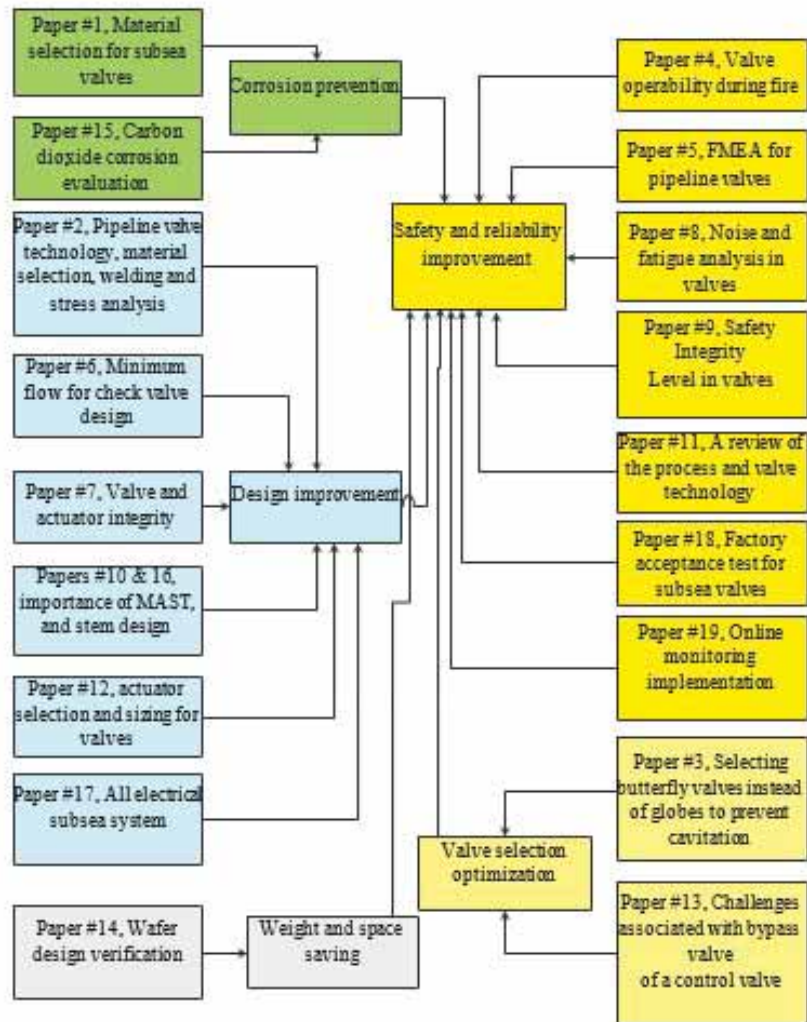 Paper #1, Material
selection for subsea
valves
Corrosion prevention
Paper #15, Carbon
dioxide corrosion
evaluation
Paper #2, Pipeline valve
technology, material
selection, welding and
stress analysis
Paper #6, Minimum
flow for check valve
design
Paper #7, Valve and
actuator integrity
Design improvement
Papers #10 & 16,
importance of MAST,
and stem design
Paper #12, actuator
selection and sizing for
valves
Paper #17, All electrical
subsea system
Paper #14, Wafer
design verification
Weight and space
saving
Safety and reliability
improvement
Valve selection
optimization
Paper #4, Valve
operability during fire
Paper #5, FMEA for
pipeline valves
Paper #8, Noise and
fatigue analysis in
valves
Paper #9, Safety
Integrity
Level in valves
Paper #11, A review of
the process and valve
technology
Paper #18, Factory
acceptance test for
subsea valves
Paper #19, Online
monitoring
implementation
Paper #3, Selecting
butterfly valves instead
of globes to prevent
cavitation
Paper #13, Challenges
associated with bypass
valve
of a control valve